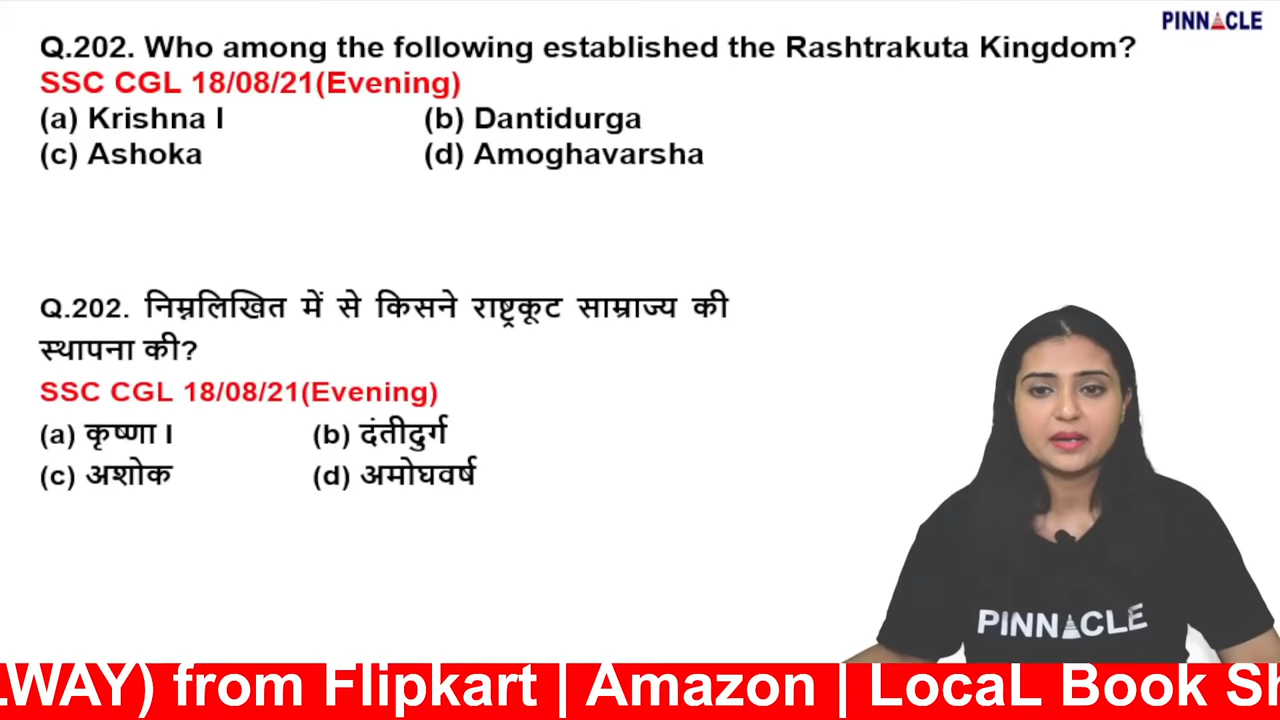 PINNACLE
Q.202. Who among the following established the Rashtrakuta Kingdom?
SSC CGL 18/08/21(Evening)
(a) Krishna I (b) Dantidurga
(c) Ashoka (d) Amoghavarsha
Q.202. निम्नलिखित में से किसने राष्ट्रकूट साम्राज्य की
स्थापना की?
SSC CGL 18/08/21(Evening)
(a) कृष्णा I (b) दंतीदुर्ग
(c) अशोक (d) अमोघवर्ष
PINNACLE
LWAY) from Flipkart | Amazon | LocaL Book Sh